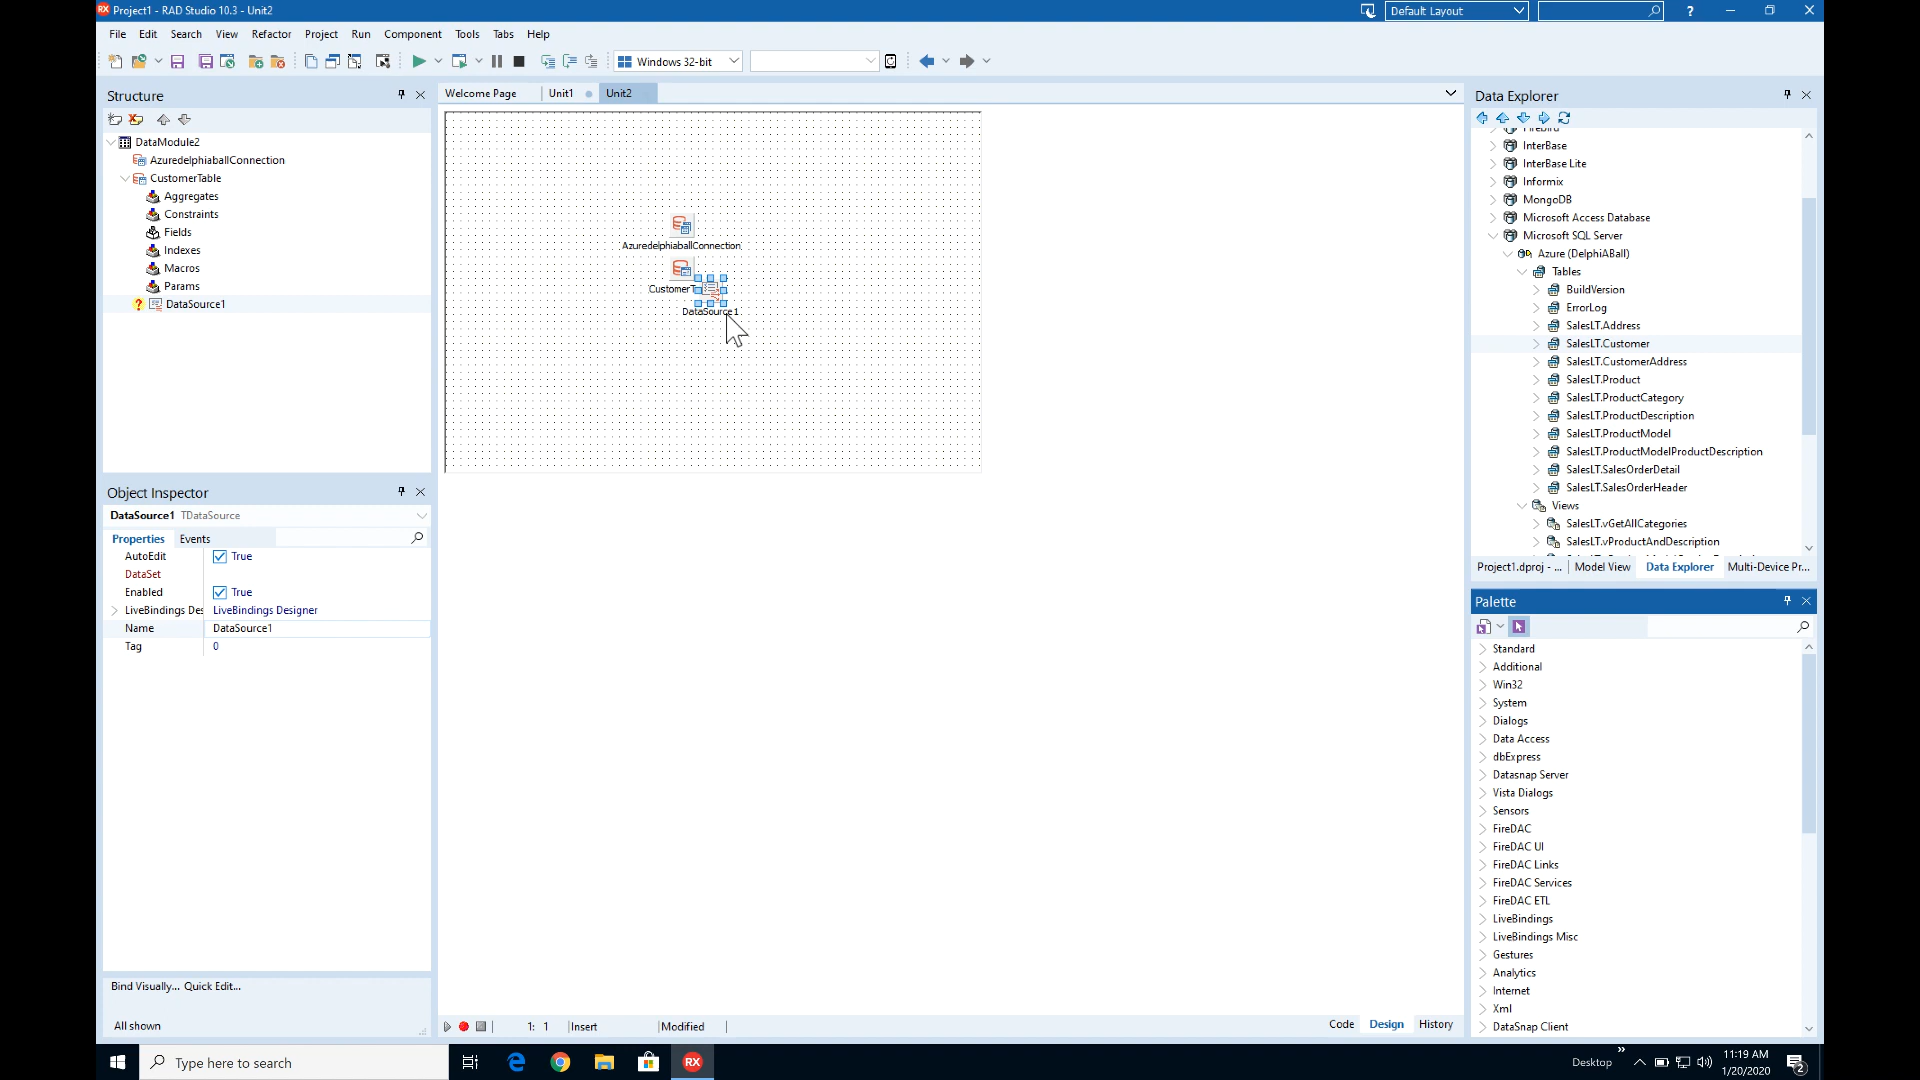 Project1 - RAD Studio 10.3 - Unit2
Default Layout
?
File Edit Search View Refactor Project Run Component Tools Tabs Help
Windows 32-bit
Structure
DataModule2
AzuredelphiaballConnection
CustomerTable
Aggregates
Constraints
Fields
Indexes
Macros
Params
DataSource1
Object Inspector
DataSource1 TDataSource
Properties Events
AutoEdit True
DataSet
Enabled True
LiveBindings Des LiveBindings Designer
Name DataSource1
Tag 0
Bind Visually... Quick Edit...
All shown
Welcome Page Unit1 Unit2
AzuredelphiaballConnection
CustomerT
DataSource1
1: 1 Insert Modified
Code Design History
Data Explorer
Firebird
InterBase
InterBase Lite
Informix
MongoDB
Microsoft Access Database
Microsoft SQL Server
Azure (DelphiABall)
Tables
BuildVersion
ErrorLog
SalesLT.Address
SalesLT.Customer
SalesLT.CustomerAddress
SalesLT.Product
SalesLT.ProductCategory
SalesLT.ProductDescription
SalesLT.ProductModel
SalesLT.ProductModelProductDescription
SalesLT.SalesOrderDetail
SalesLT.SalesOrderHeader
Views
SalesLT.vGetAllCategories
SalesLT.vProductAndDescription
Project1.dproj - ... Model View Data Explorer Multi-Device Pr...
Palette
Standard
Additional
Win32
System
Dialogs
Data Access
dbExpress
Datasnap Server
Vista Dialogs
Sensors
FireDAC
FireDAC UI
FireDAC Links
FireDAC Services
FireDAC ETL
LiveBindings
LiveBindings Misc
Gestures
Analytics
Internet
Xml
DataSnap Client
Type here to search
RX
Desktop
11:19 AM
1/20/2020
2